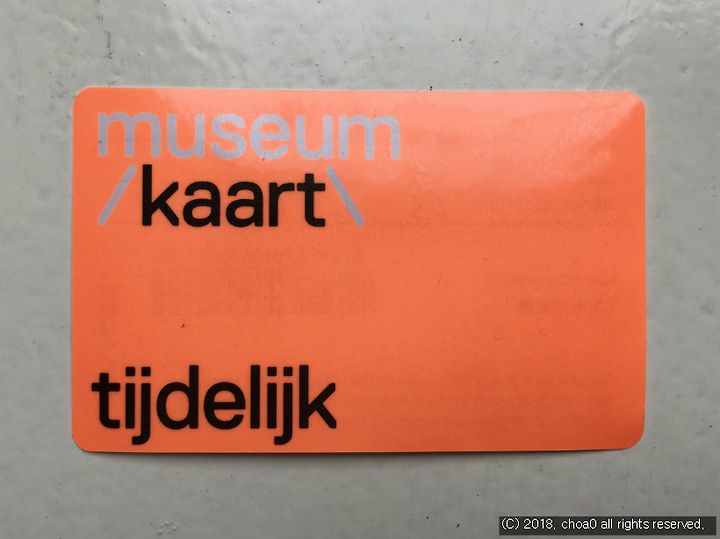 museum
/kaart\
tijdelijk
(C) 2018, choa0 all rights reserved.